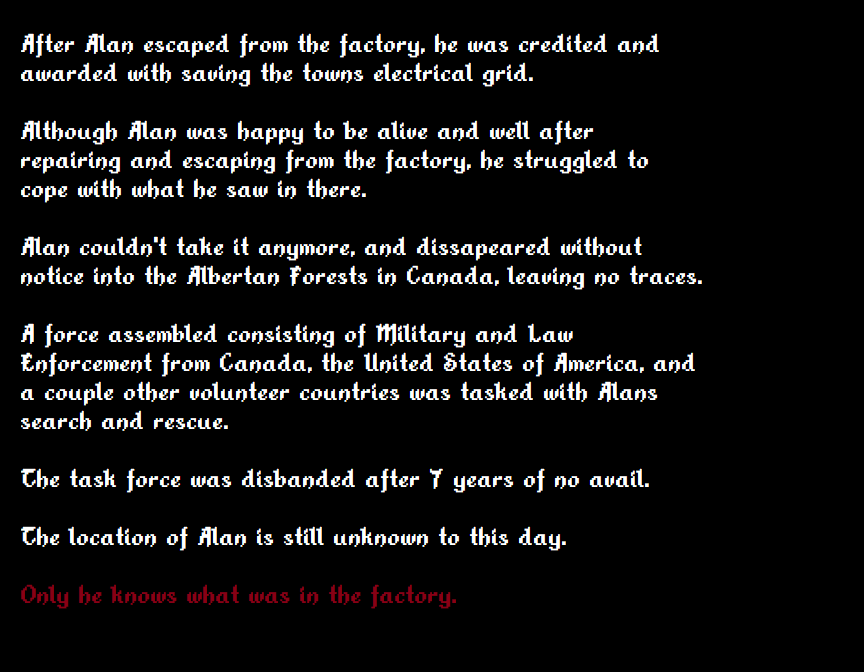 After Alan escaped from the factory, he was credited and
awarded with saving the towns electrical grid.
Although Alan was happy to be alive and well after
repairing and escaping from the factory, he struggled to
cope with what he saw in there.
Alan couldn't take it anymore, and dissapeared without
notice into the Albertan Forests in Canada, leaving no traces.
A force assembled consisting of Military and Law
Enforcement from Canada, the United States of America, and
a couple other volunteer countries was tasked with Alans
search and rescue.
The task force was disbanded after 7 years of no avail.
The location of Alan is still unknown to this day.
Only he knows what was in the factory.